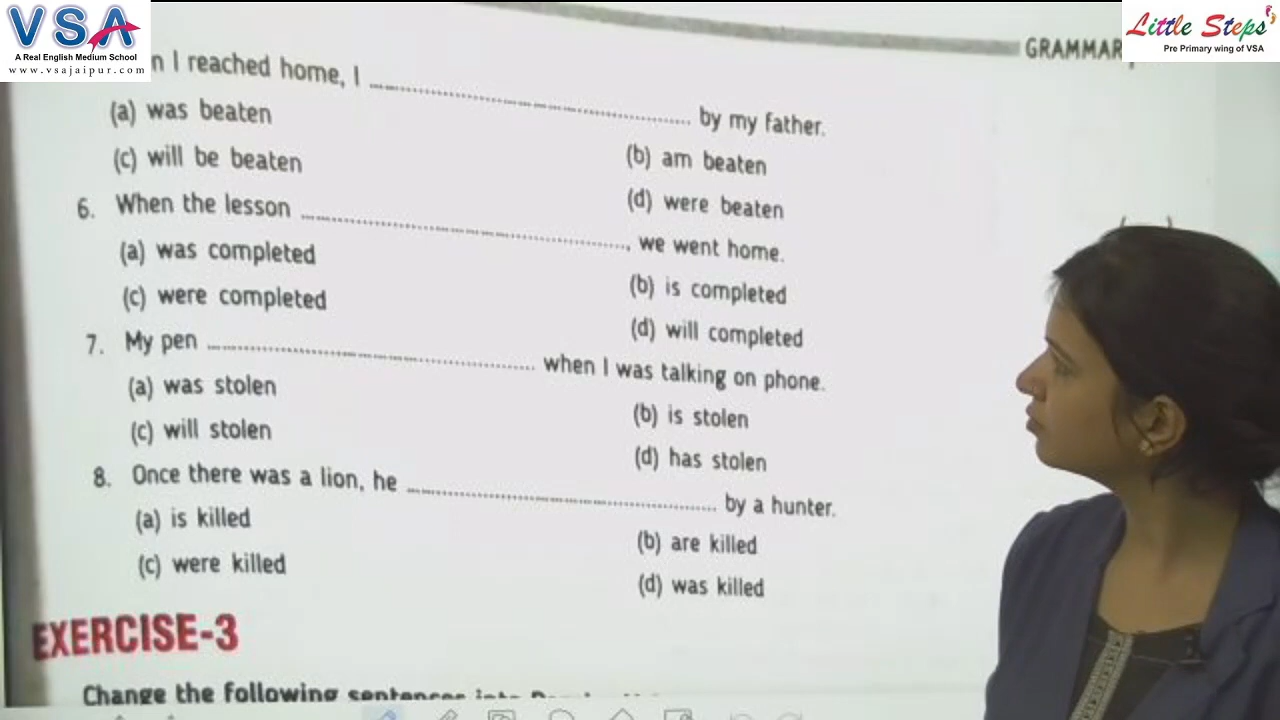 VSA
A Real English Medium School
www.vsajaipur.com
Little Steps
Pre Primary wing of VSA
GRAMMAR
n I reached home, I ........ by my father.
(a) was beaten (b) am beaten
(c) will be beaten (d) were beaten
6. When the lesson ........, we went home.
(a) was completed (b) is completed
(c) were completed (d) will completed
7. My pen ........ when I was talking on phone.
(a) was stolen (b) is stolen
(c) will stolen (d) has stolen
8. Once there was a lion, he ........ by a hunter.
(a) is killed (b) are killed
(c) were killed (d) was killed
EXERCISE-3
Change the following sentences into